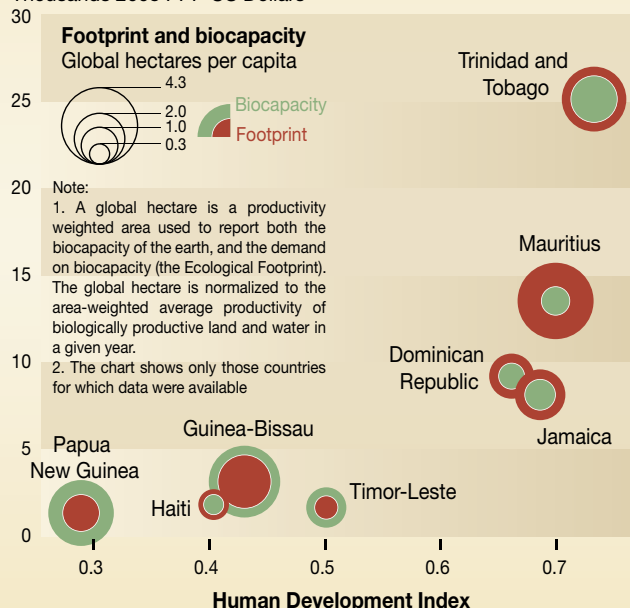 30
Footprint and biocapacity
Global hectares per capita
4.3
2.0
1.0
0.3
Biocapacity
Footprint
25
20
15
10
5
0
Note:
1. A global hectare is a productivity
weighted area used to report both the
biocapacity of the earth, and the demand
on biocapacity (the Ecological Footprint).
The global hectare is normalized to the
area-weighted average productivity of
biologically productive land and water in
a given year.
2. The chart shows only those countries
for which data were available
Trinidad and
Tobago
Mauritius
Dominican
Republic
Jamaica
Guinea-Bissau
Papua
New Guinea
Haiti
Timor-Leste
0.3
0.4
0.5
0.6
0.7
Human Development Index